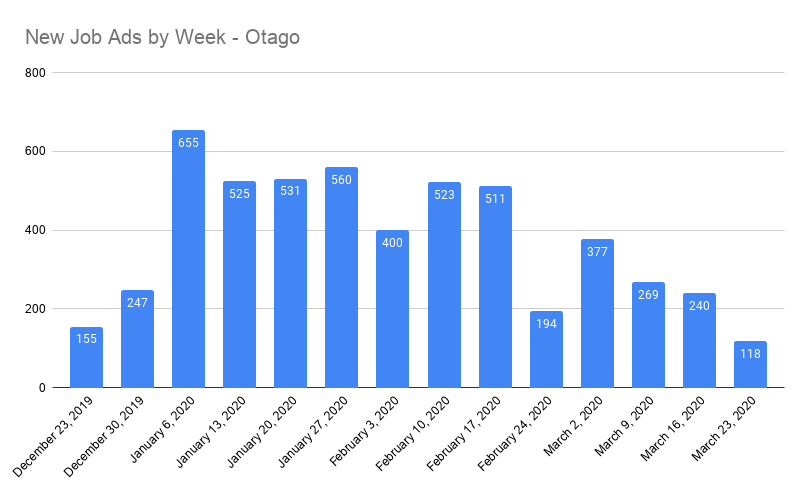 New Job Ads by Week - Otago
800
600
400
200
0
155
247
655
525
531
560
400
523
511
194
377
269
240
118
December 23, 2019
December 30, 2019
January 6, 2020
January 13, 2020
January 20, 2020
January 27, 2020
February 3, 2020
February 10, 2020
February 17, 2020
February 24, 2020
March 2, 2020
March 9, 2020
March 16, 2020
March 23, 2020